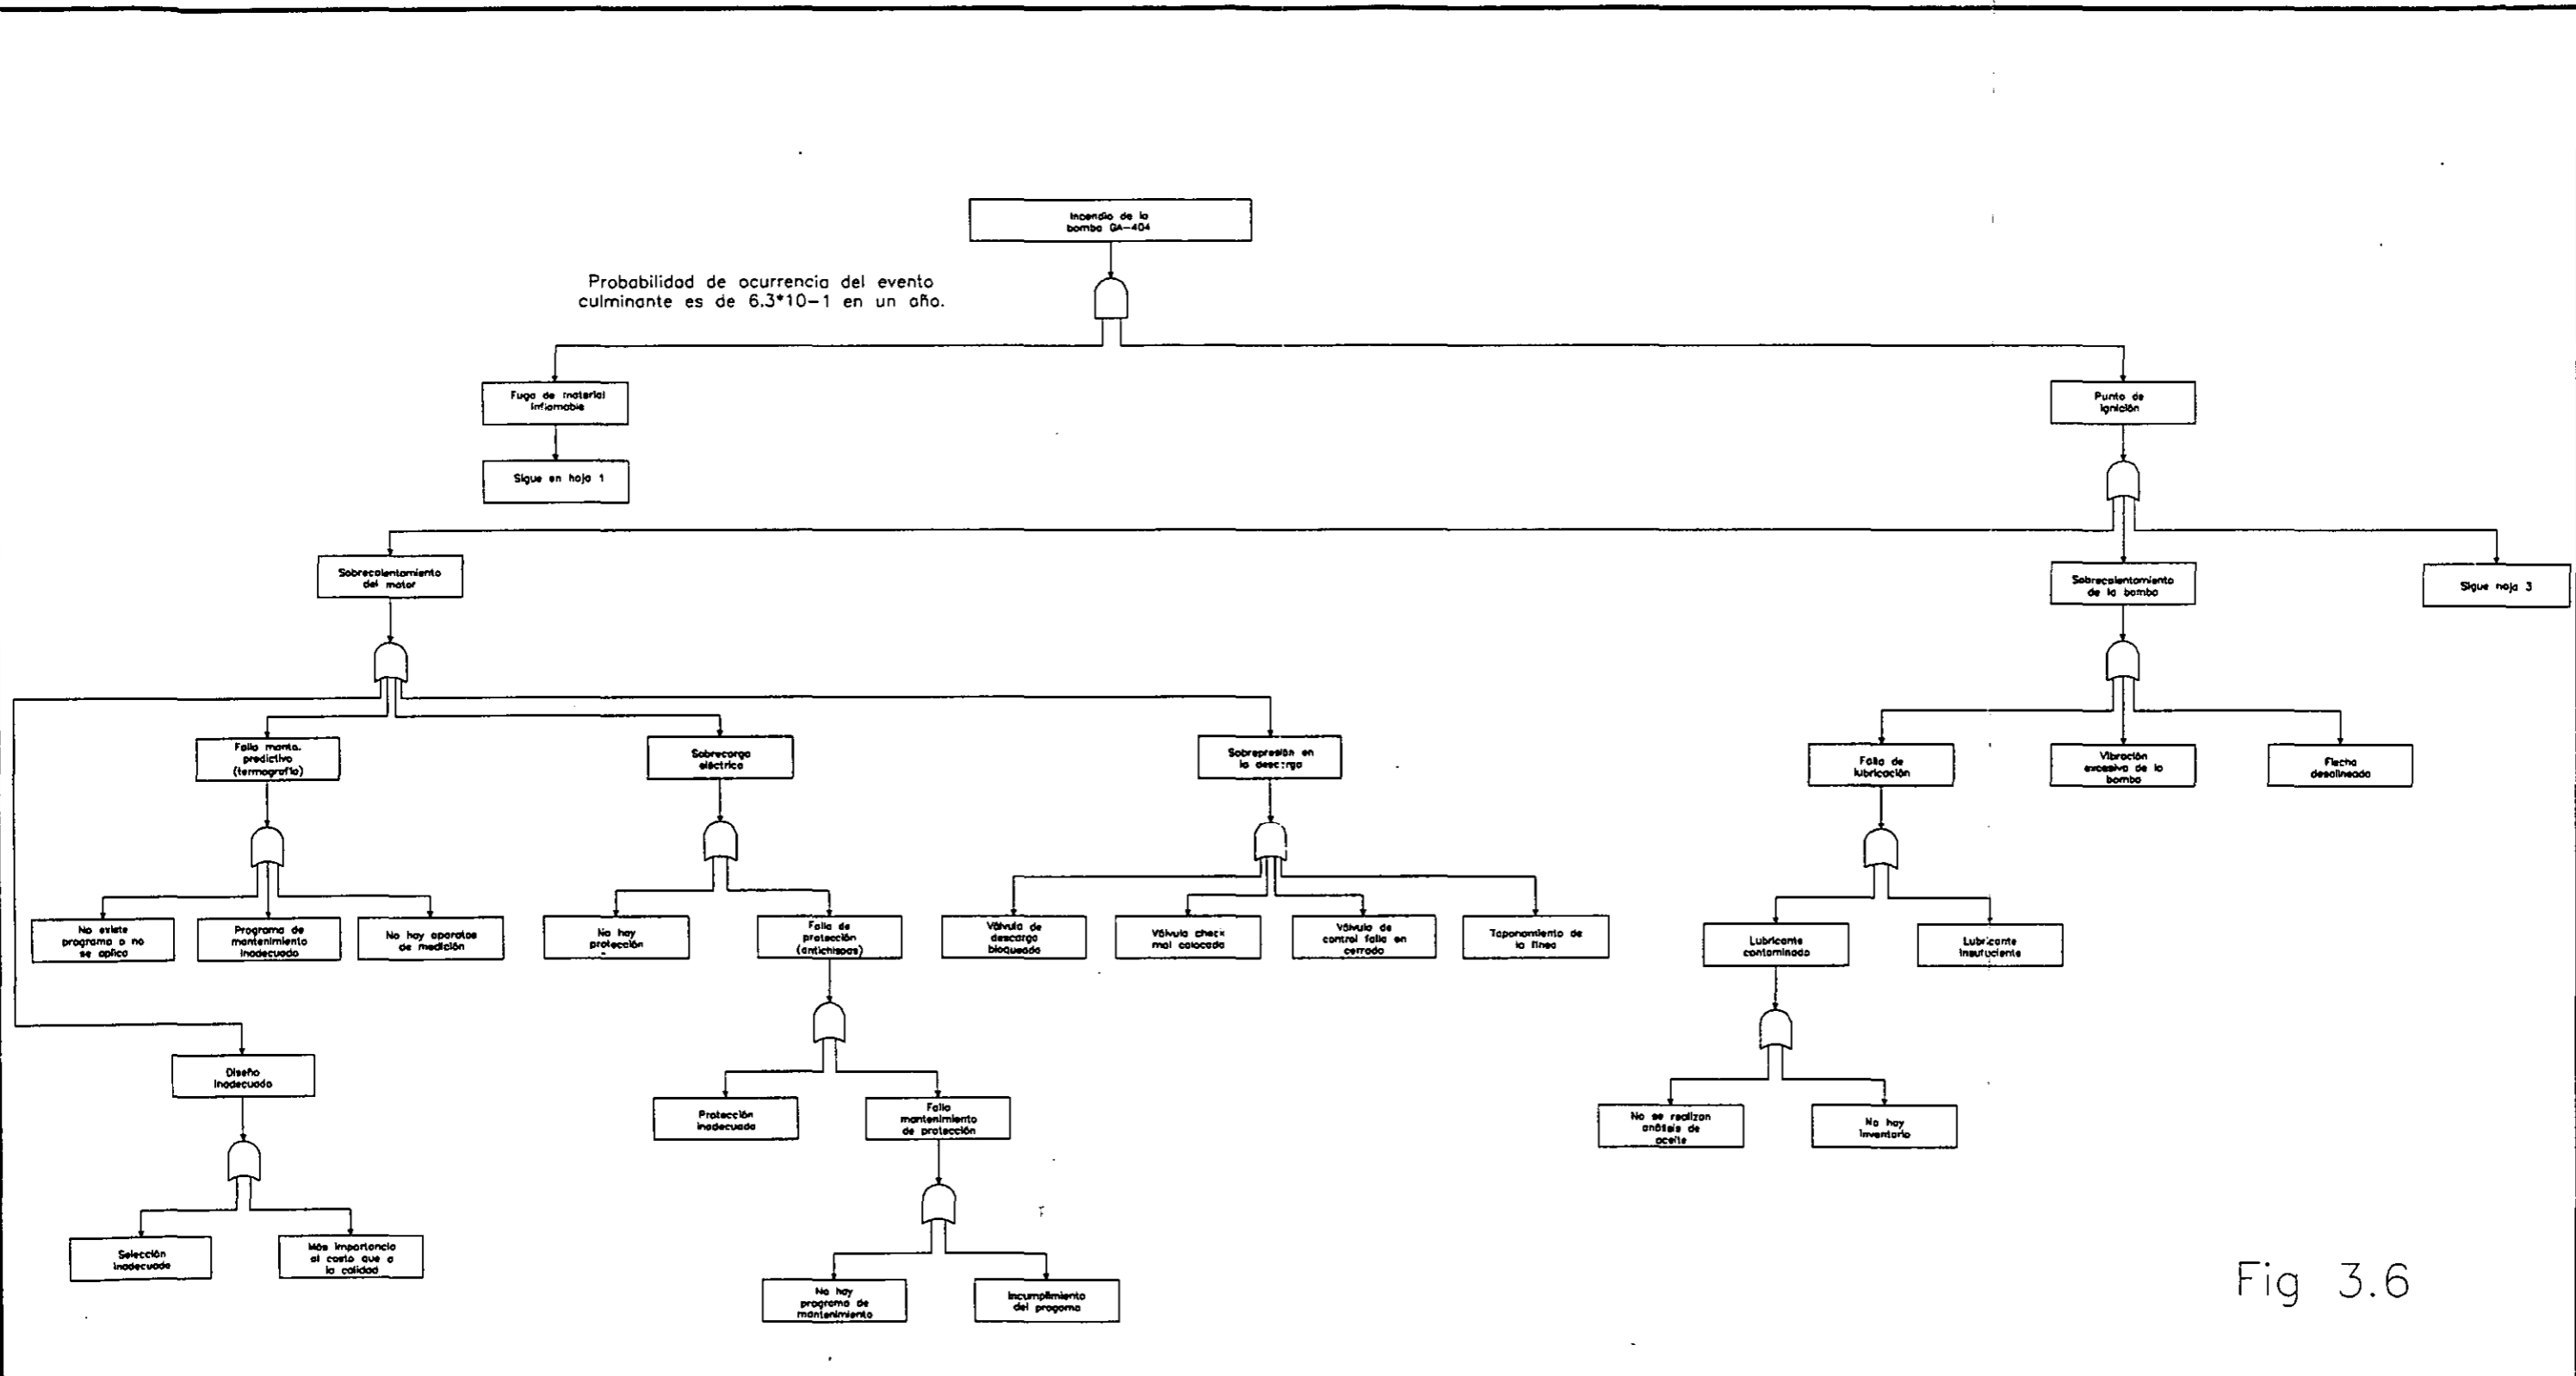 Incendio de la
bomba GA-404
Probabilidad de ocurrencia del evento
culminante es de 6.3*10-1 en un año.
Fuga de material
inflamable
Punto de
ignición
Sigue en hoja 1
Sobrecalentamiento
del motor
Sobrecalentamiento
de la bomba
Sigue hoja 3
Falla manto.
predictivo
(termografía)
Sobrecarga
eléctrica
Sobrepresión en
la descarga
Falla de
lubricación
Vibración
excesiva de la
bomba
Flecha
desalineada
No existe
programa o no
se aplica
Programa de
mantenimiento
inadecuado
No hay aparatos
de medición
No hay
protección
Falla de
protección
(antichispas)
Válvula de
descarga
bloqueada
Válvula check
mal colocada
Válvula de
control falla en
cerrado
Taponamiento de
la línea
Lubricante
contaminado
Lubricante
insuficiente
Diseño
inadecuado
Protección
inadecuada
Falla
mantenimiento
de protección
No se realizan
análisis de
aceite
No hay
inventario
Selección
inadecuada
Más importancia
al costo que a
la calidad
No hay
programa de
mantenimiento
Incumplimiento
del progama
Fig 3.6